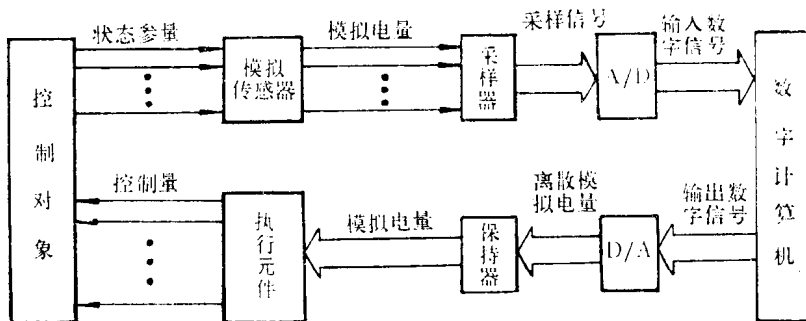 状态参量
模拟电量
采样信号
输入数
字信号
控制对象
模拟
传感器
采样器
A/D
数字计算机
控制量
执行元件
模拟电量
保持器
离散模
拟电量
D/A
输出数
字信号